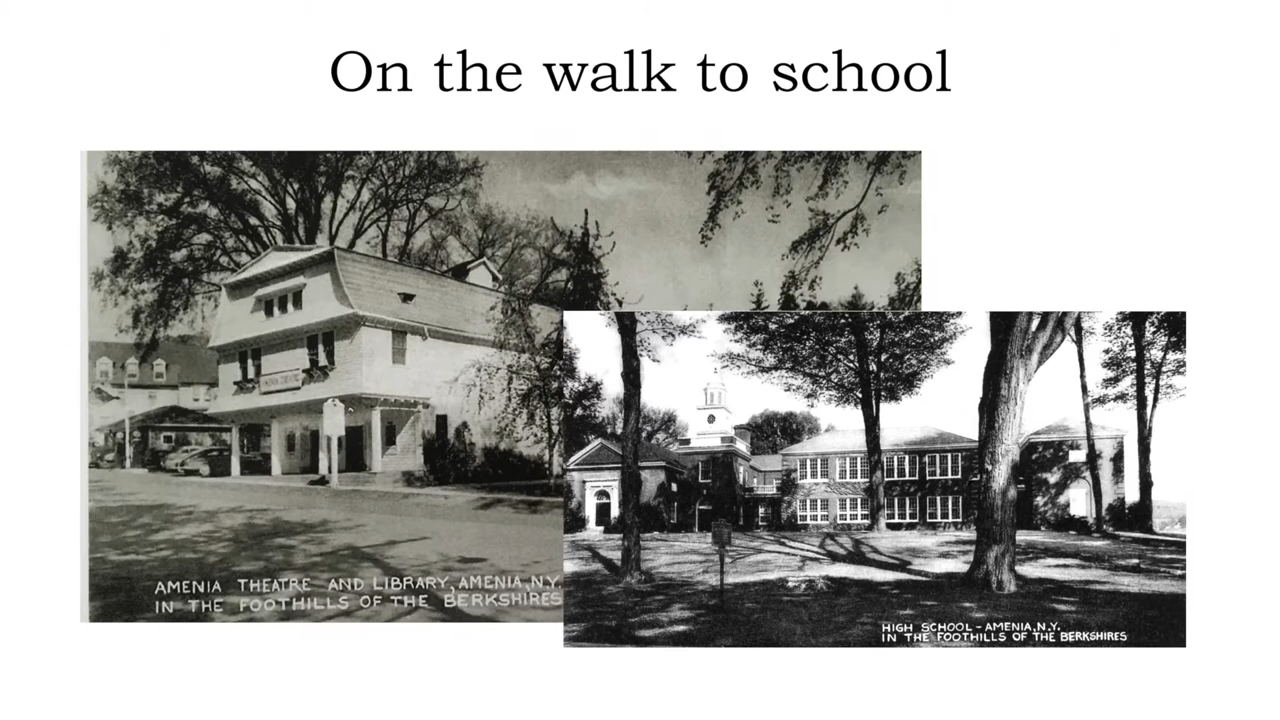 On the walk to school
AMENIA THEATRE AND LIBRARY, AMENIA, N.Y.
IN THE FOOTHILLS OF THE BERKSHIRES
HIGH SCHOOL - AMENIA, N.Y.
IN THE FOOTHILLS OF THE BERKSHIRES